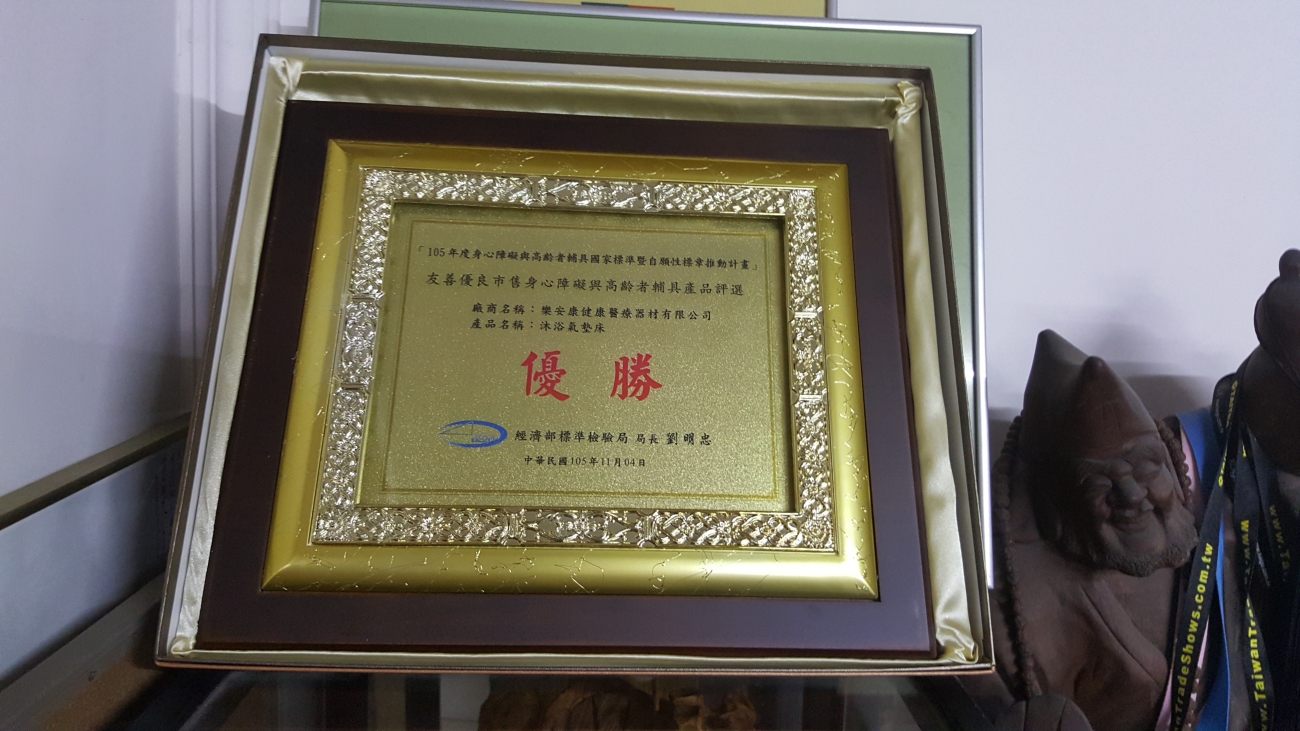 「105年度身心障礙與高齡者輔具國家標準暨自願性標章推動計畫」
友善優良市售身心障礙與高齡者輔具產品評選
廠商名稱：樂安康健康醫療器材有限公司
產品名稱：沐浴氣墊床
優勝
經濟部標準檢驗局 局長 劉明忠
中華民國105年11月04日
TradeShows.com.tw
www.TaiwanTra